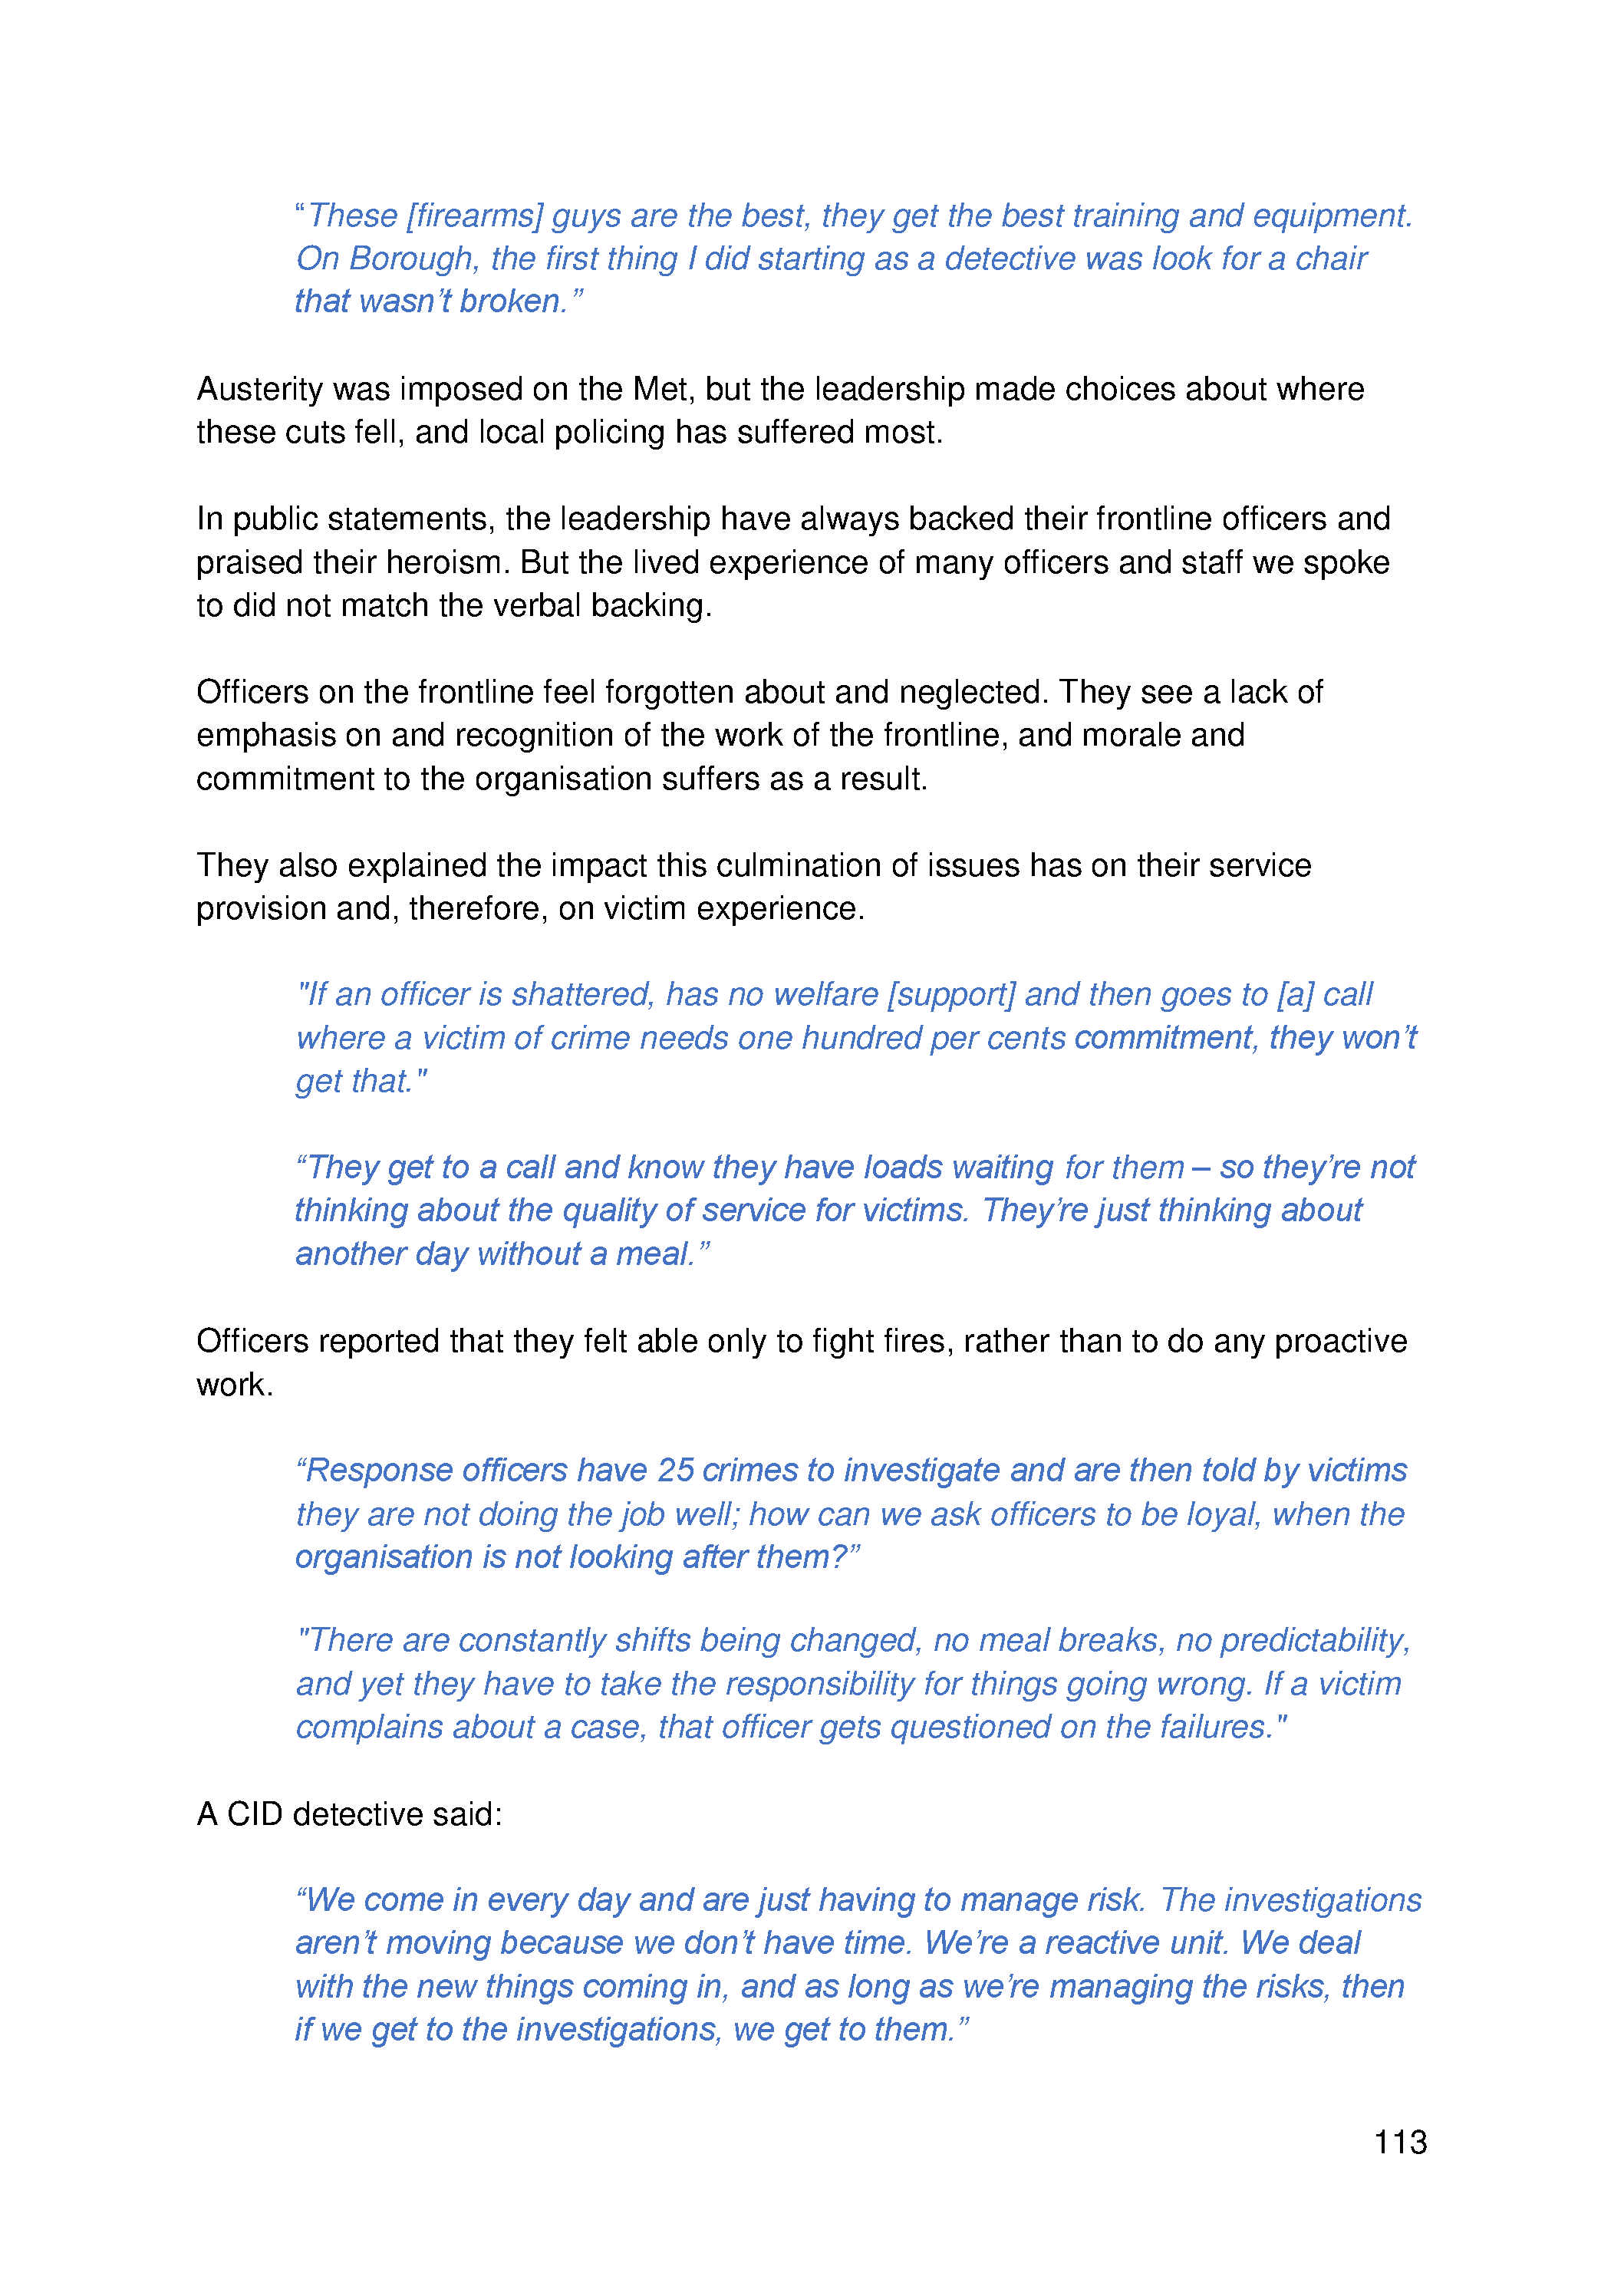 “These [firearms] guys are the best, they get the best training and equipment.
On Borough, the first thing I did starting as a detective was look for a chair
that wasn’t broken.”
Austerity was imposed on the Met, but the leadership made choices about where
these cuts fell, and local policing has suffered most.
In public statements, the leadership have always backed their frontline officers and
praised their heroism. But the lived experience of many officers and staff we spoke
to did not match the verbal backing.
Officers on the frontline feel forgotten about and neglected. They see a lack of
emphasis on and recognition of the work of the frontline, and morale and
commitment to the organisation suffers as a result.
They also explained the impact this culmination of issues has on their service
provision and, therefore, on victim experience.
"If an officer is shattered, has no welfare [support] and then goes to [a] call
where a victim of crime needs one hundred per cents commitment, they won’t
get that."
“They get to a call and know they have loads waiting for them – so they’re not
thinking about the quality of service for victims. They’re just thinking about
another day without a meal.”
Officers reported that they felt able only to fight fires, rather than to do any proactive
work.
“Response officers have 25 crimes to investigate and are then told by victims
they are not doing the job well; how can we ask officers to be loyal, when the
organisation is not looking after them?”
"There are constantly shifts being changed, no meal breaks, no predictability,
and yet they have to take the responsibility for things going wrong. If a victim
complains about a case, that officer gets questioned on the failures."
A CID detective said:
“We come in every day and are just having to manage risk. The investigations
aren’t moving because we don’t have time. We’re a reactive unit. We deal
with the new things coming in, and as long as we’re managing the risks, then
if we get to the investigations, we get to them.”
113